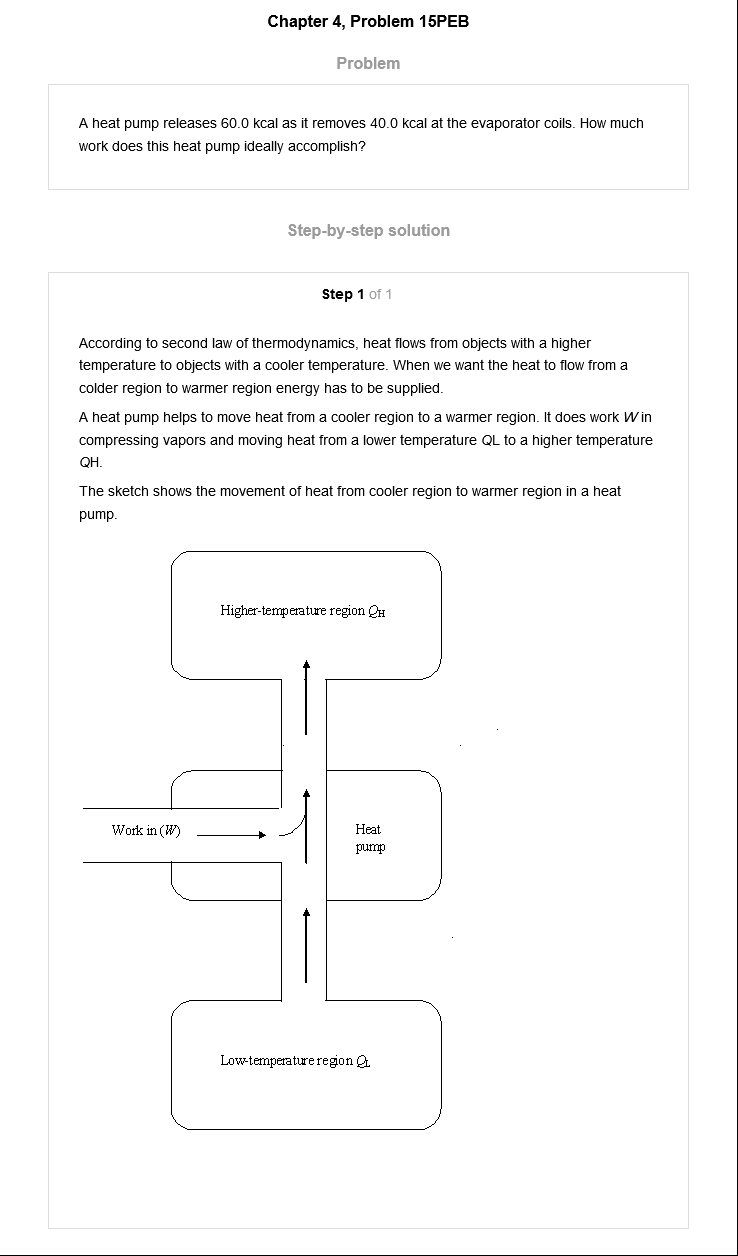 Chapter 4, Problem 15PEB
Problem
A heat pump releases 60.0 kcal as it removes 40.0 kcal at the evaporator coils. How much
work does this heat pump ideally accomplish?
Step-by-step solution
Step 1 of 1
According to second law of thermodynamics, heat flows from objects with a higher
temperature to objects with a cooler temperature. When we want the heat to flow from a
colder region to warmer region energy has to be supplied.
A heat pump helps to move heat from a cooler region to a warmer region. It does work W in
compressing vapors and moving heat from a lower temperature QL to a higher temperature
QH.
The sketch shows the movement of heat from cooler region to warmer region in a heat
pump.
Higher-temperature region QH
Work in (W)
Heat
pump
Low-temperature region QL